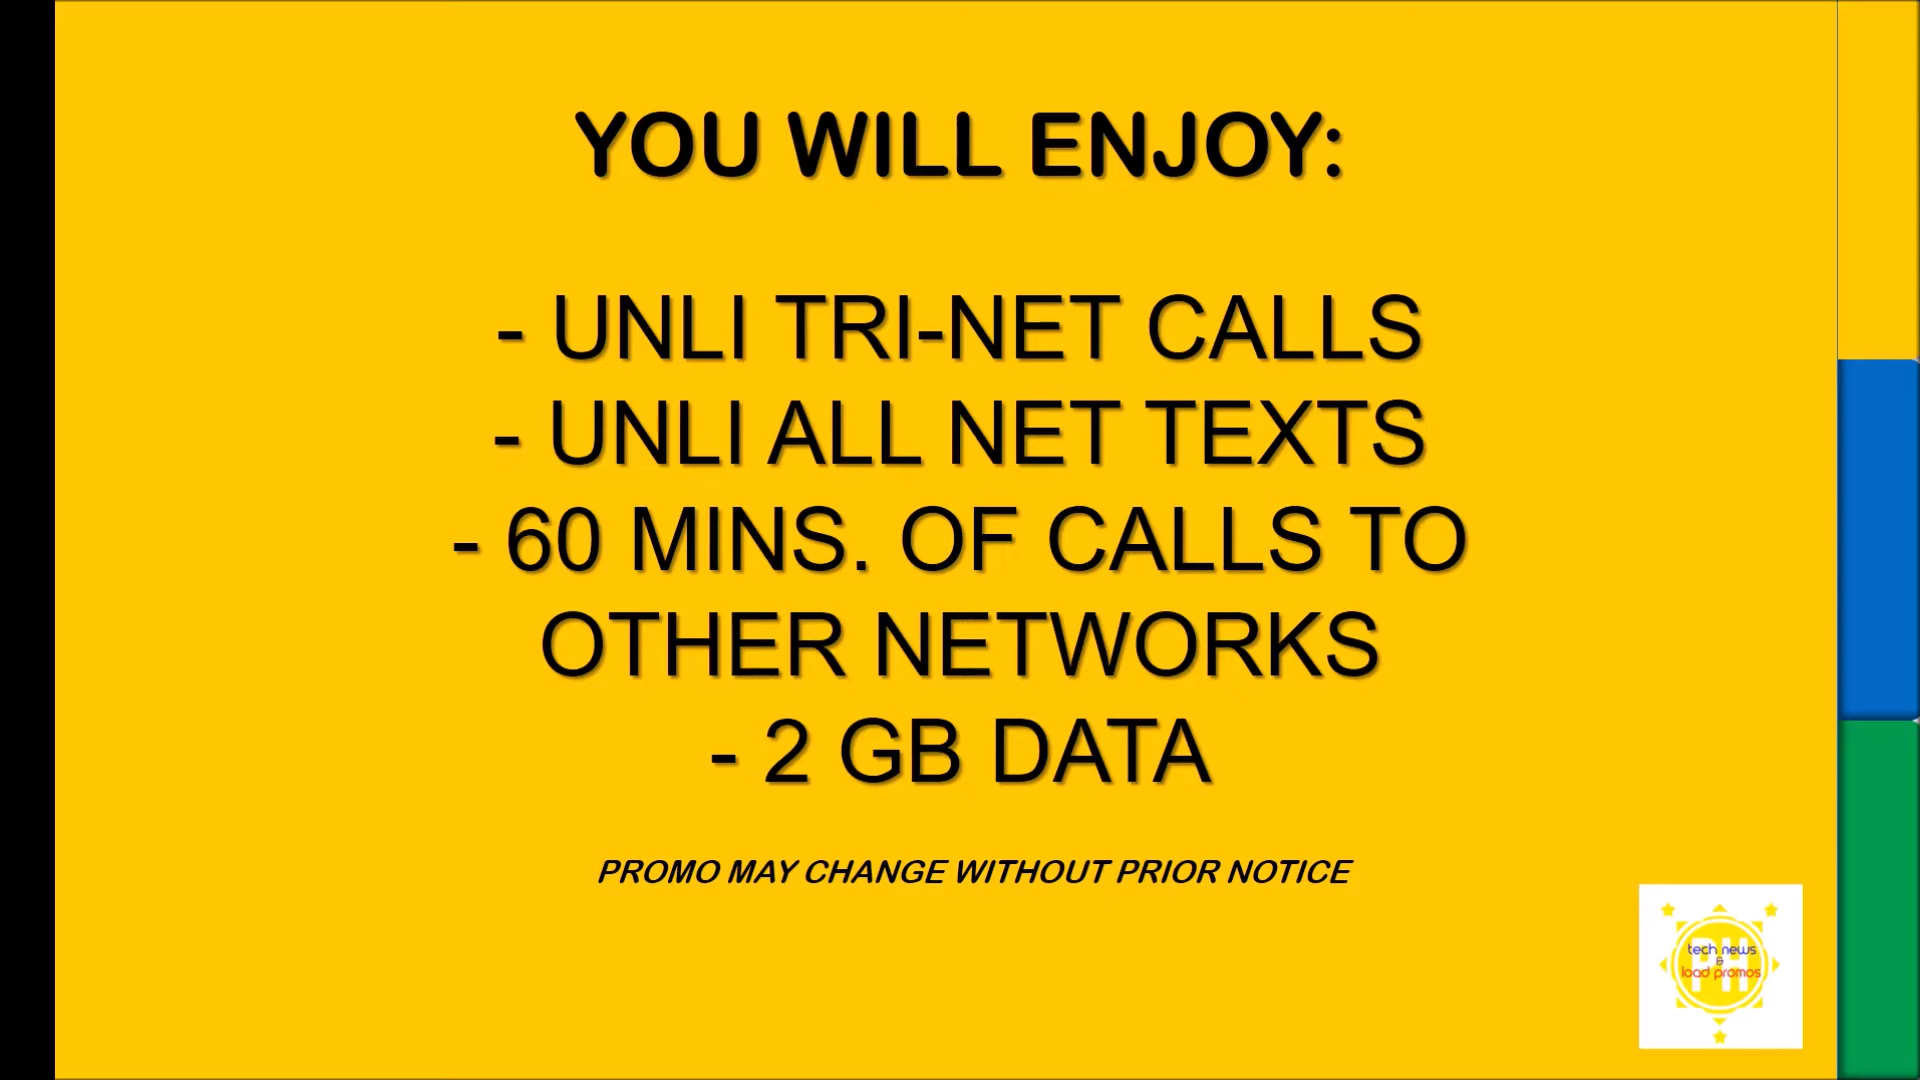 YOU WILL ENJOY:
- UNLI TRI-NET CALLS
- UNLI ALL NET TEXTS
- 60 MINS. OF CALLS TO
OTHER NETWORKS
- 2 GB DATA
PROMO MAY CHANGE WITHOUT PRIOR NOTICE
PH
tech news
&
load promos